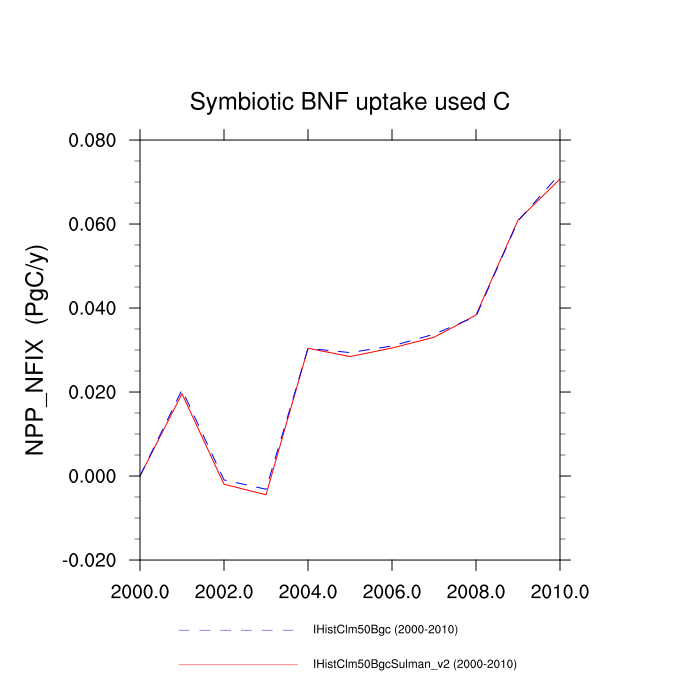 Symbiotic BNF uptake used C
NPP_NFIX (PgC/y)
0.080
0.060
0.040
0.020
0.000
-0.020
2000.0 2002.0 2004.0 2006.0 2008.0 2010.0
IHistClm50Bgc (2000-2010)
IHistClm50BgcSulman_v2 (2000-2010)